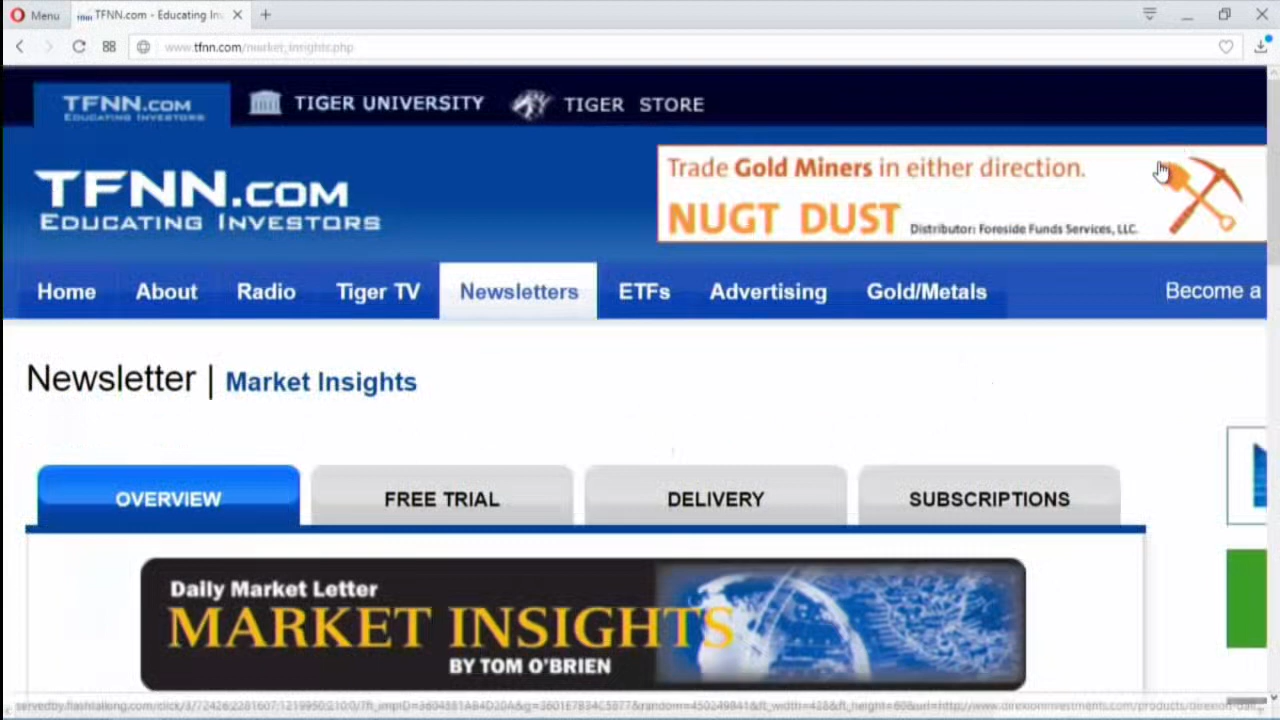 Menu
TFNN.com - Educating In
www.tfnn.com/market_insights.php
TFNN.COM
EDUCATING INVESTORS
TIGER UNIVERSITY
TIGER STORE
TFNN.COM
EDUCATING INVESTORS
Trade Gold Miners in either direction.
NUGT DUST
Distributor: Foreside Funds Services, LLC.
Home About Radio Tiger TV Newsletters ETFs Advertising Gold/Metals Become a
Newsletter | Market Insights
OVERVIEW FREE TRIAL DELIVERY SUBSCRIPTIONS
Daily Market Letter
MARKET INSIGHTS
BY TOM O'BRIEN